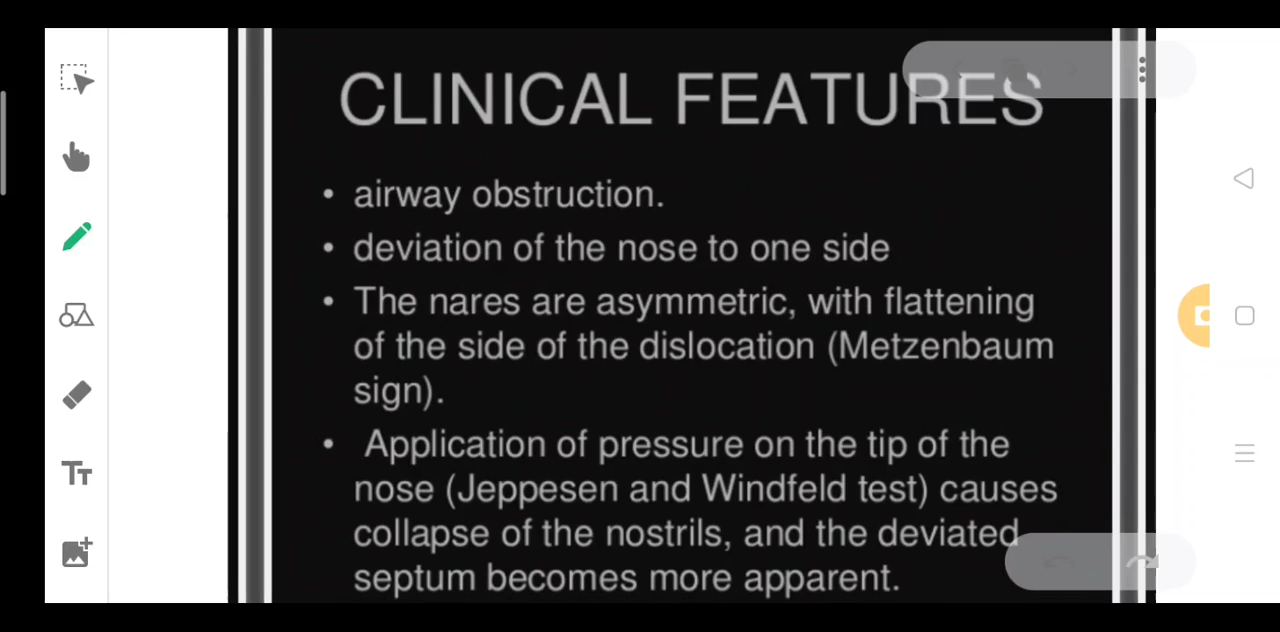 CLINICAL FEATURES
• airway obstruction.
• deviation of the nose to one side
• The nares are asymmetric, with flattening
of the side of the dislocation (Metzenbaum
sign).
• Application of pressure on the tip of the
nose (Jeppesen and Windfeld test) causes
collapse of the nostrils, and the deviated
septum becomes more apparent.
TT